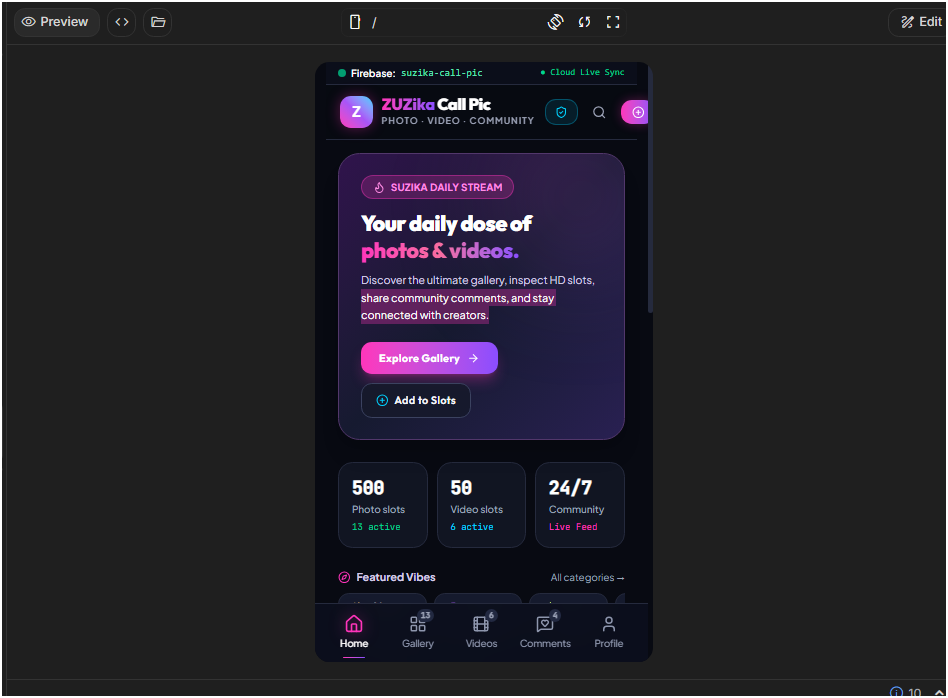 Preview
/
Edit
Firebase: suzika-call-pic
Cloud Live Sync
Z
ZUZika Call Pic
PHOTO · VIDEO · COMMUNITY
SUZIKA DAILY STREAM
Your daily dose of
photos & videos.
Discover the ultimate gallery, inspect HD slots,
share community comments, and stay
connected with creators.
Explore Gallery →
Add to Slots
500
Photo slots
13 active
50
Video slots
6 active
24/7
Community
Live Feed
Featured Vibes
All categories →
13
6
4
Home
Gallery
Videos
Comments
Profile
10